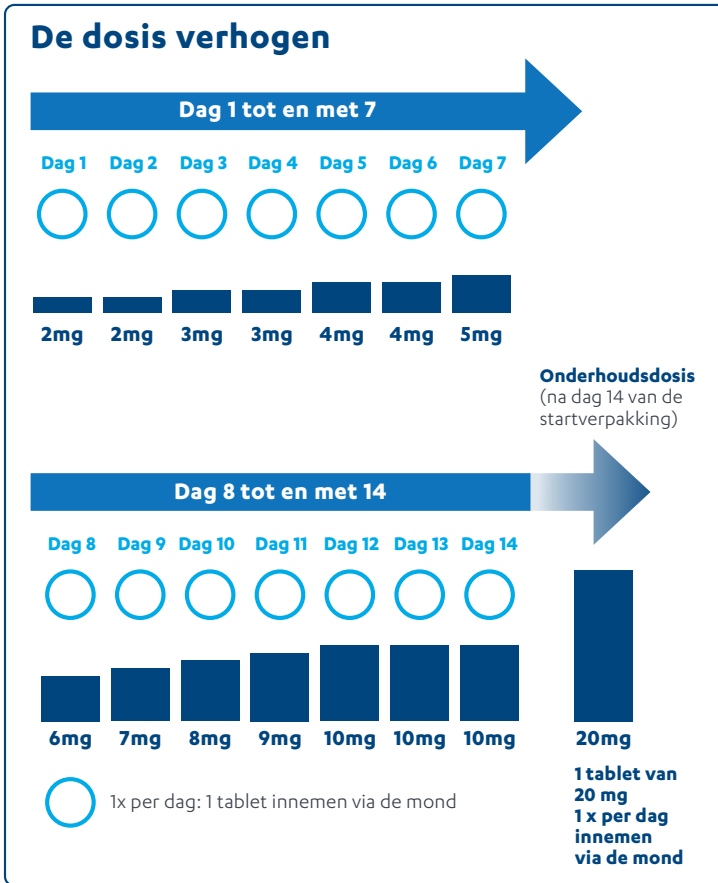 De dosis verhogen
Dag 1 tot en met 7
Dag 1 Dag 2 Dag 3 Dag 4 Dag 5 Dag 6 Dag 7
2mg 2mg 3mg 3mg 4mg 4mg 5mg
Onderhoudsdosis
(na dag 14 van de
startverpakking)
Dag 8 tot en met 14
Dag 8 Dag 9 Dag 10 Dag 11 Dag 12 Dag 13 Dag 14
6mg 7mg 8mg 9mg 10mg 10mg 10mg 20mg
1x per dag: 1 tablet innemen via de mond
1 tablet van
20 mg
1 x per dag
innemen
via de mond